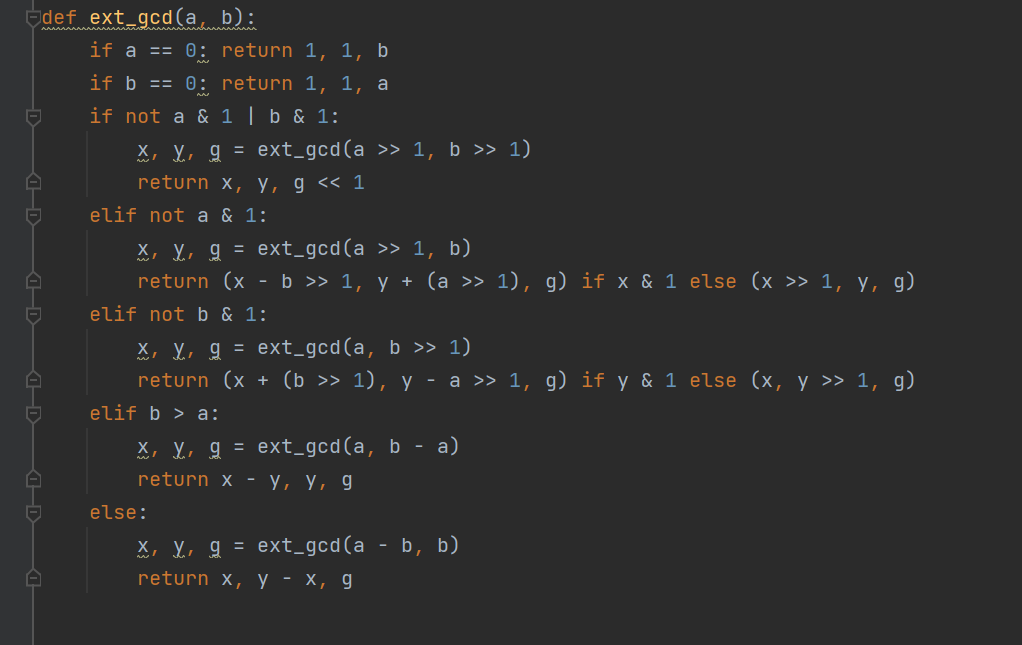 def ext_gcd(a, b):
    if a == 0: return 1, 1, b
    if b == 0: return 1, 1, a
    if not a & 1 | b & 1:
        x, y, g = ext_gcd(a >> 1, b >> 1)
        return x, y, g << 1
    elif not a & 1:
        x, y, g = ext_gcd(a >> 1, b)
        return (x - b >> 1, y + (a >> 1), g) if x & 1 else (x >> 1, y, g)
    elif not b & 1:
        x, y, g = ext_gcd(a, b >> 1)
        return (x + (b >> 1), y - a >> 1, g) if y & 1 else (x, y >> 1, g)
    elif b > a:
        x, y, g = ext_gcd(a, b - a)
        return x - y, y, g
    else:
        x, y, g = ext_gcd(a - b, b)
        return x, y - x, g